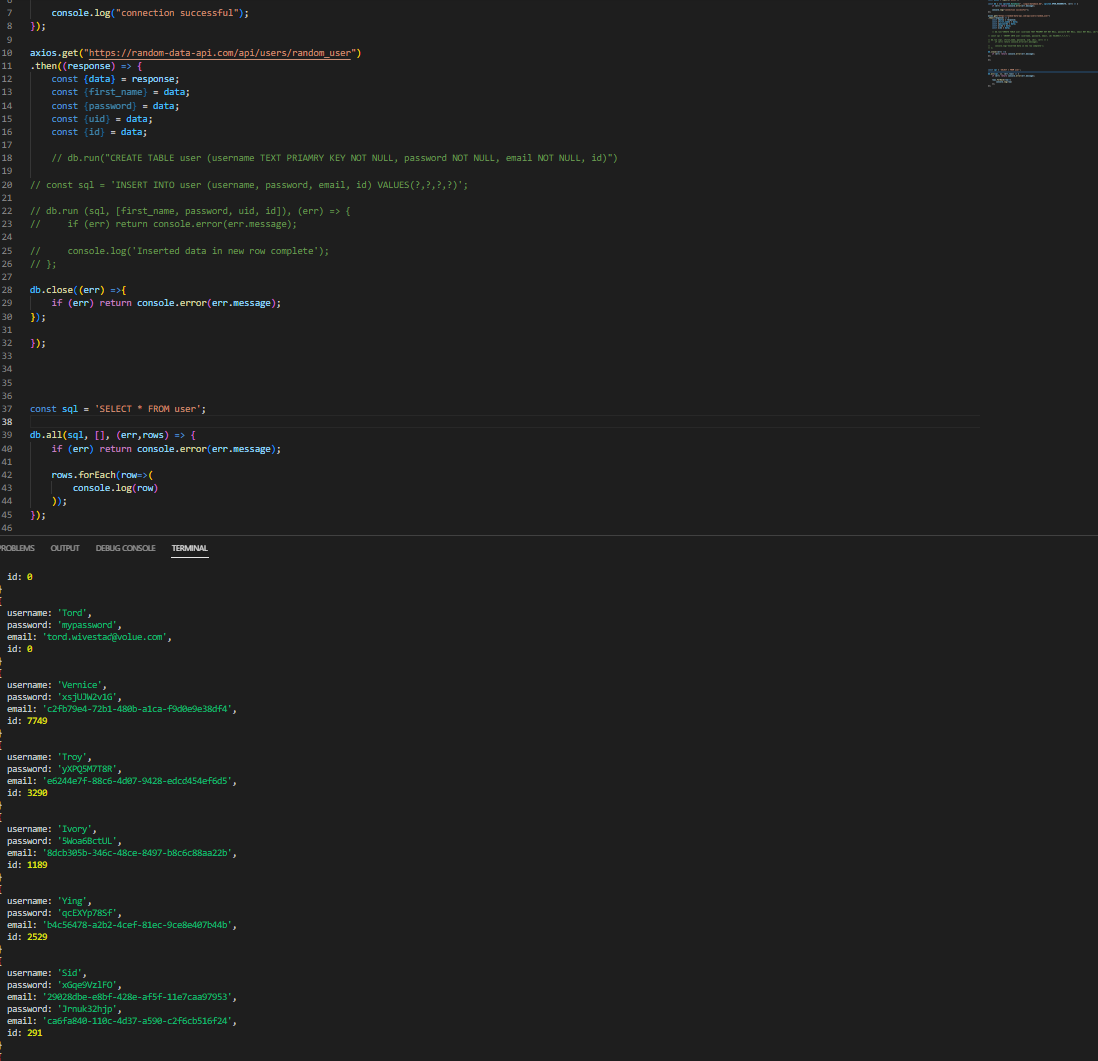 7 console.log("connection successful");
8 });
9
10 axios.get("https://random-data-api.com/api/users/random_user")
11 .then((response) => {
12 const {data} = response;
13 const {first_name} = data;
14 const {password} = data;
15 const {uid} = data;
16 const {id} = data;
17
18 // db.run("CREATE TABLE user (username TEXT PRIAMRY KEY NOT NULL, password NOT NULL, email NOT NULL, id)")
19
20 // const sql = 'INSERT INTO user (username, password, email, id) VALUES(?,?,?,?)';
21
22 // db.run (sql, [first_name, password, uid, id]), (err) => {
23 // if (err) return console.error(err.message);
24
25 // console.log('Inserted data in new row complete');
26 // };
27
28 db.close((err) =>{
29 if (err) return console.error(err.message);
30 });
31
32 });
33
34
35
36
37 const sql = 'SELECT * FROM user';
38
39 db.all(sql, [], (err,rows) => {
40 if (err) return console.error(err.message);
41
42 rows.forEach(row=>(
43 console.log(row)
44 ));
45 });
46
PROBLEMS OUTPUT DEBUG CONSOLE TERMINAL
id: 0
}
{
username: 'Tord',
password: 'mypassword',
email: 'tord.wivestad@volue.com',
id: 0
}
{
username: 'Vernice',
password: 'xsjUJW2v1G',
email: 'c2fb79e4-72b1-480b-a1ca-f9d0e9e38df4',
id: 7749
}
{
username: 'Troy',
password: 'yXPQ5M7T8R',
email: 'e6244e7f-88c6-4d07-9428-edcd454ef6d5',
id: 3290
}
{
username: 'Ivory',
password: '5Woa6BctUL',
email: '8dcb305b-346c-48ce-8497-b8c6c88aa22b',
id: 1189
}
{
username: 'Ying',
password: 'qcEXYp78Sf',
email: 'b4c56478-a2b2-4cef-81ec-9ce8e407b44b',
id: 2529
}
{
username: 'Sid',
password: 'xGqe9VzlFO',
email: '29028dbe-e8bf-428e-af5f-11e7caa97953',
password: 'Jrnuk32hjp',
email: 'ca6fa840-110c-4d37-a590-c2f6cb516f24',
id: 291
}